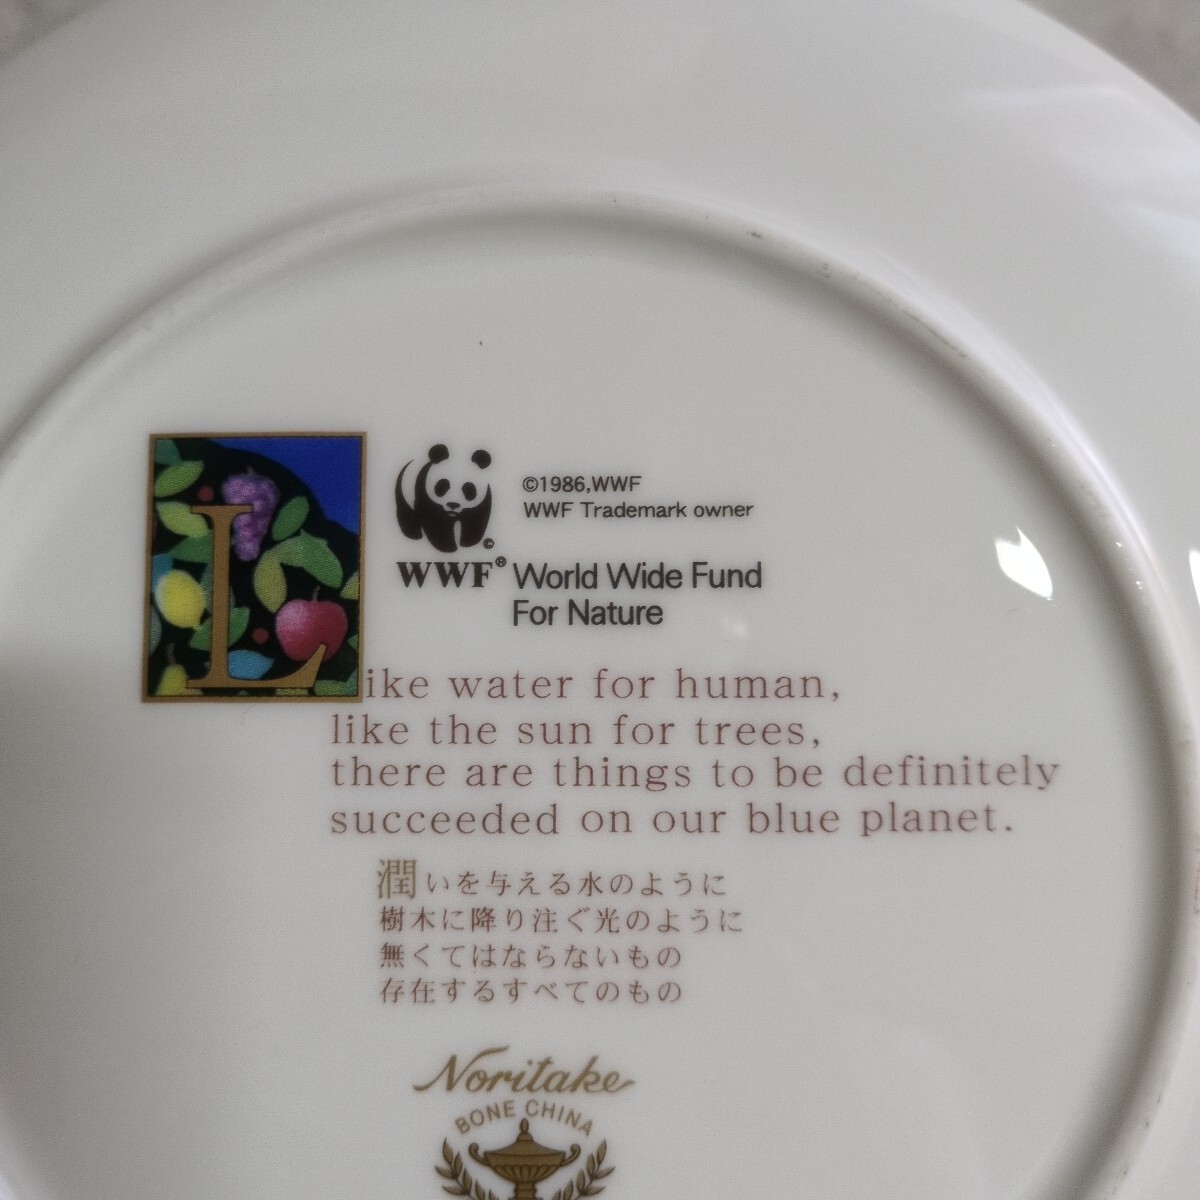 ©1986,WWF
WWF Trademark owner
©
WWF® World Wide Fund
For Nature
Like water for human,
like the sun for trees,
there are things to be definitely
succeeded on our blue planet.
潤いを与える水のように
樹木に降り注ぐ光のように
無くてはならないもの
存在するすべてのもの
Noritake
BONE CHINA